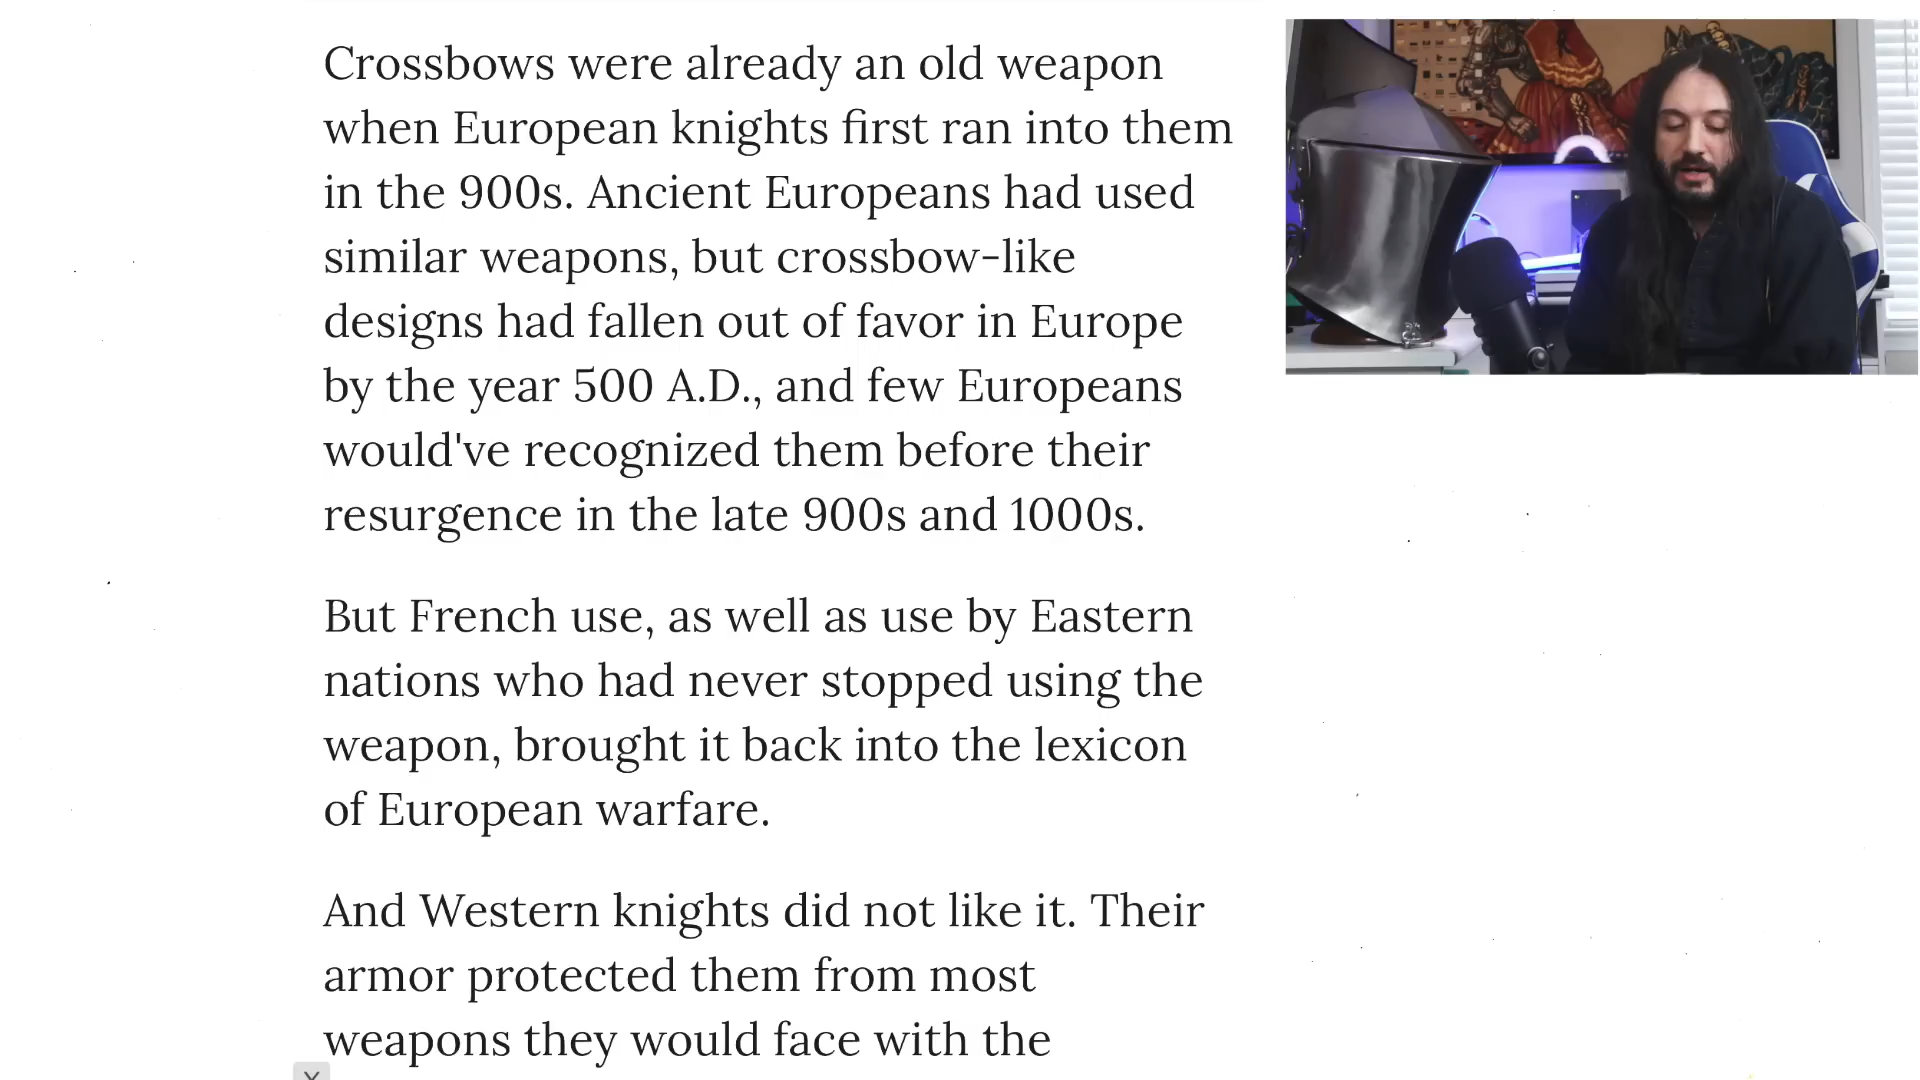 Crossbows were already an old weapon
when European knights first ran into them
in the 900s. Ancient Europeans had used
similar weapons, but crossbow-like
designs had fallen out of favor in Europe
by the year 500 A.D., and few Europeans
would've recognized them before their
resurgence in the late 900s and 1000s.
But French use, as well as use by Eastern
nations who had never stopped using the
weapon, brought it back into the lexicon
of European warfare.
And Western knights did not like it. Their
armor protected them from most
weapons they would face with the
X